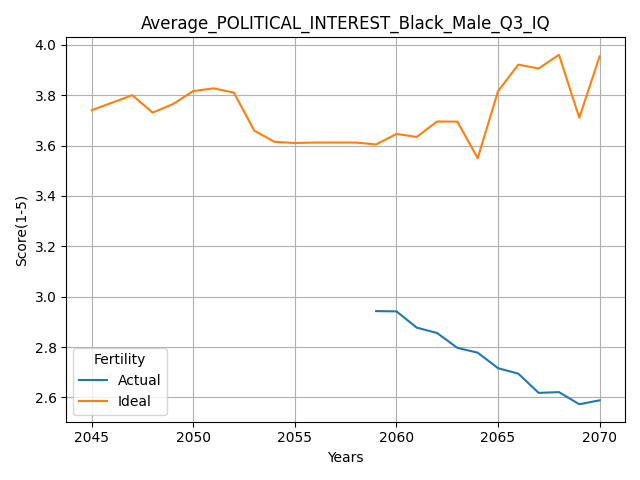 Average_POLITICAL_INTEREST_Black_Male_Q3_IQ
Score(1-5)
4.0
3.8
3.6
3.4
3.2
3.0
2.8
2.6
Fertility
Actual
Ideal
2045 2050 2055 2060 2065 2070
Years